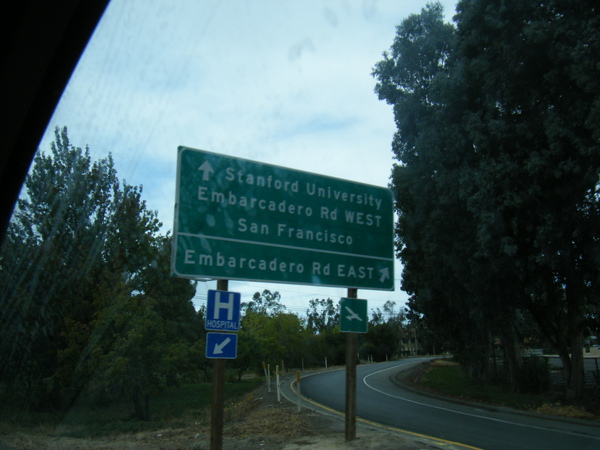 Stanford University
Embarcadero Rd WEST
San Francisco
Embarcadero Rd EAST
H
HOSPITAL